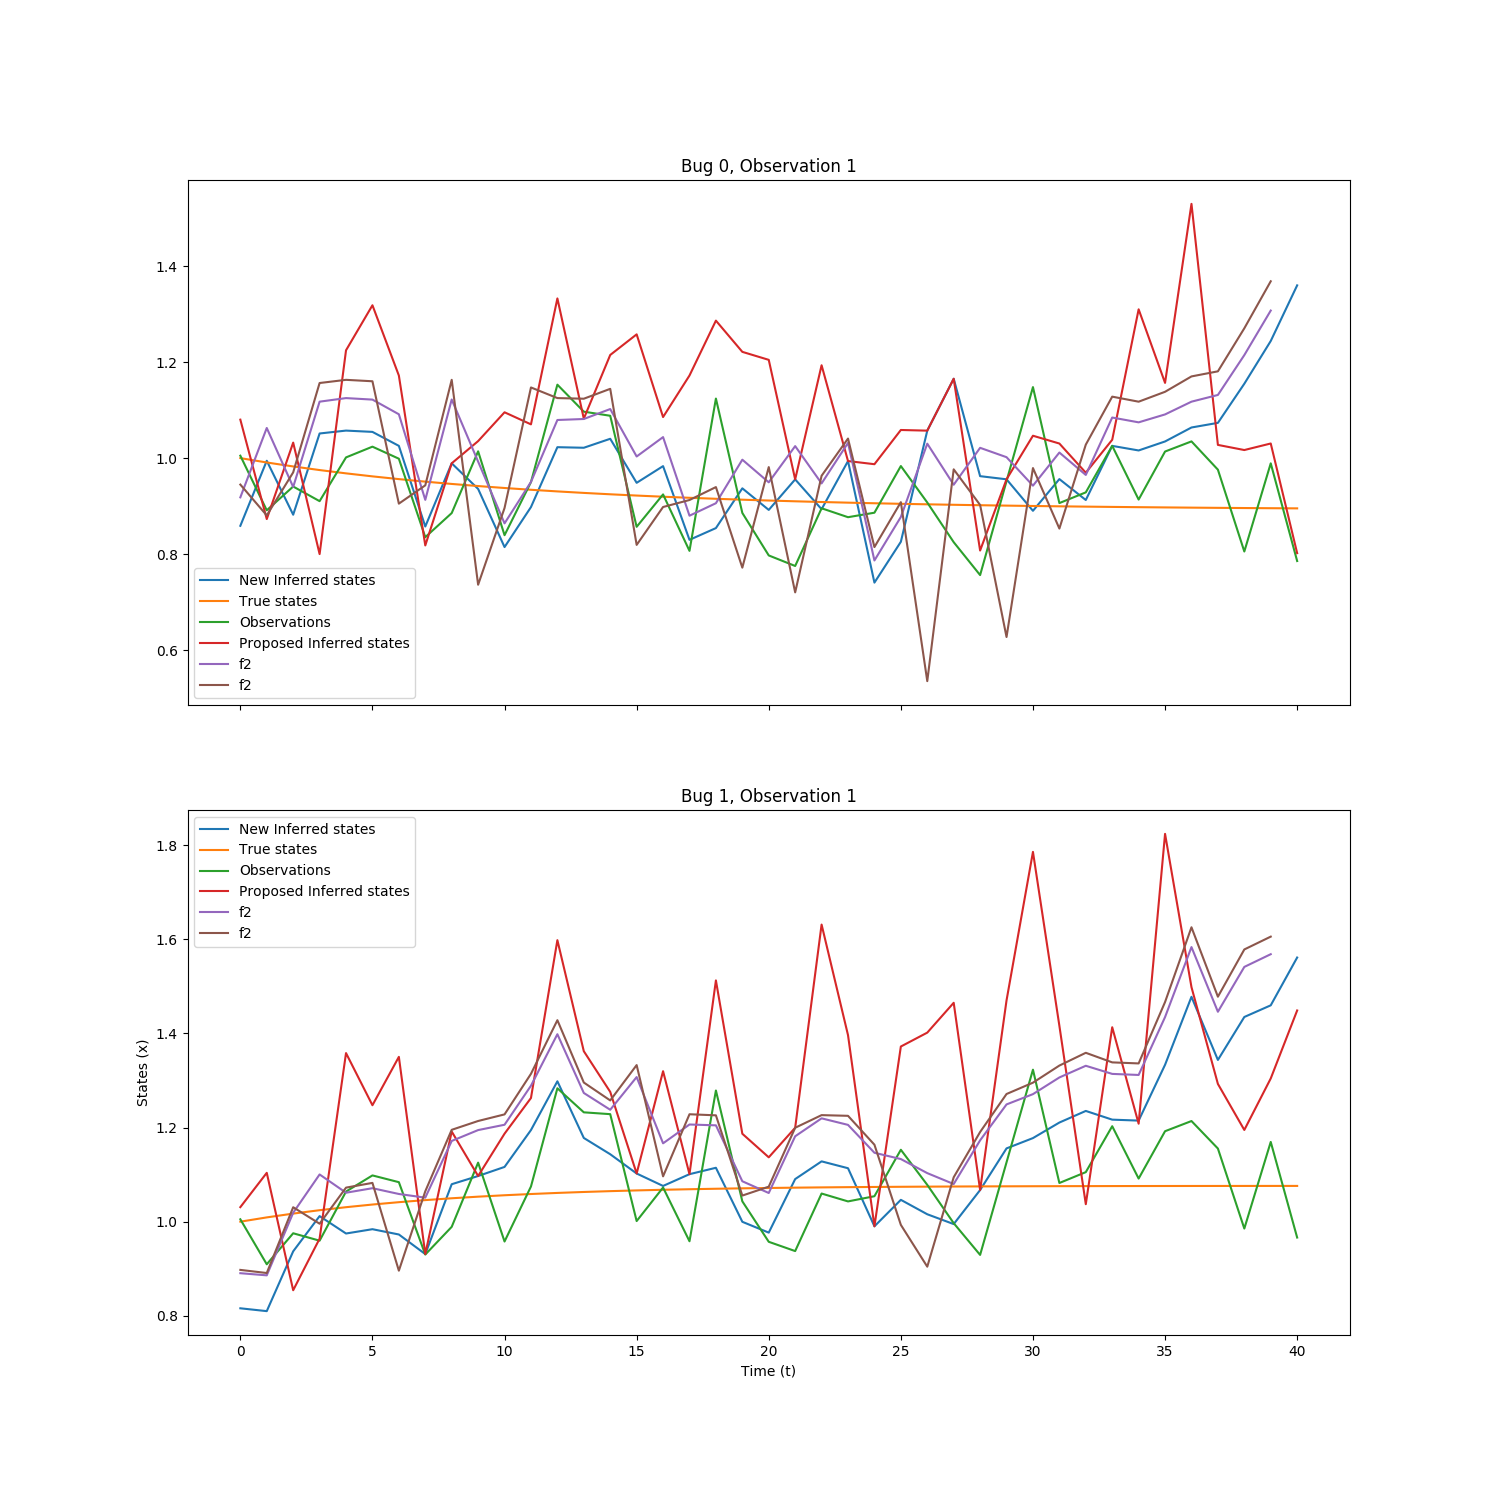 Bug 0, Observation 1
1.4
1.2
1.0
0.8
0.6
New Inferred states
True states
Observations
Proposed Inferred states
f2
f2
Bug 1, Observation 1
1.8
1.6
1.4
1.2
1.0
0.8
States (x)
New Inferred states
True states
Observations
Proposed Inferred states
f2
f2
0 5 10 15 20 25 30 35 40
Time (t)